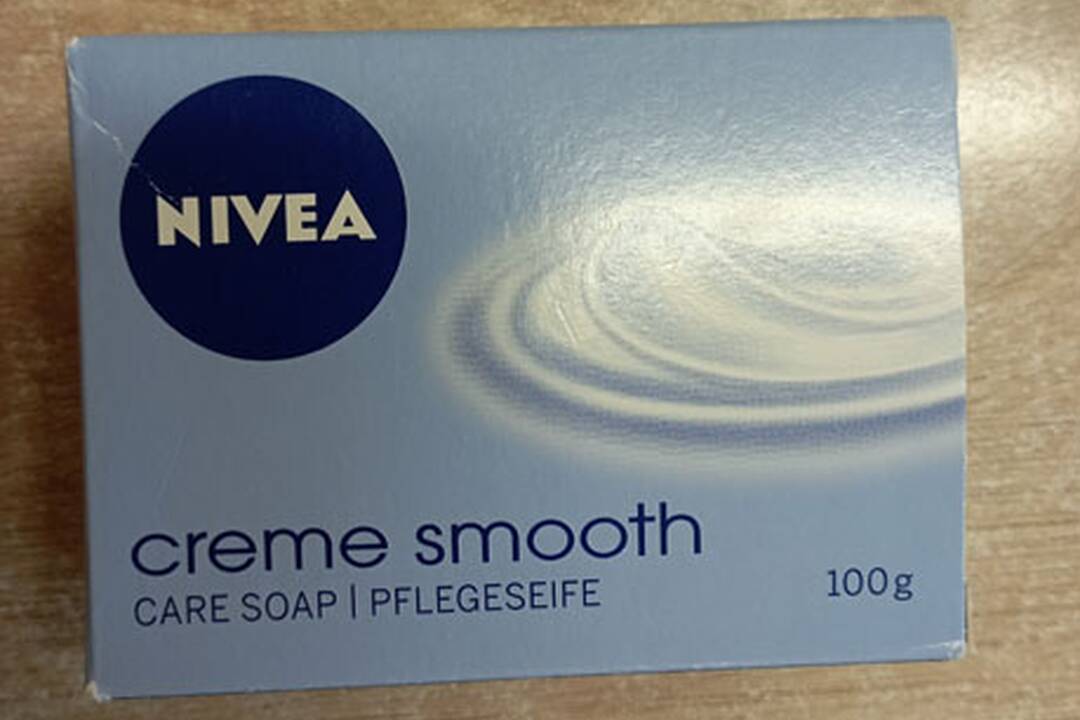 NIVEA
creme smooth
CARE SOAP | PFLEGESEIFE
100g